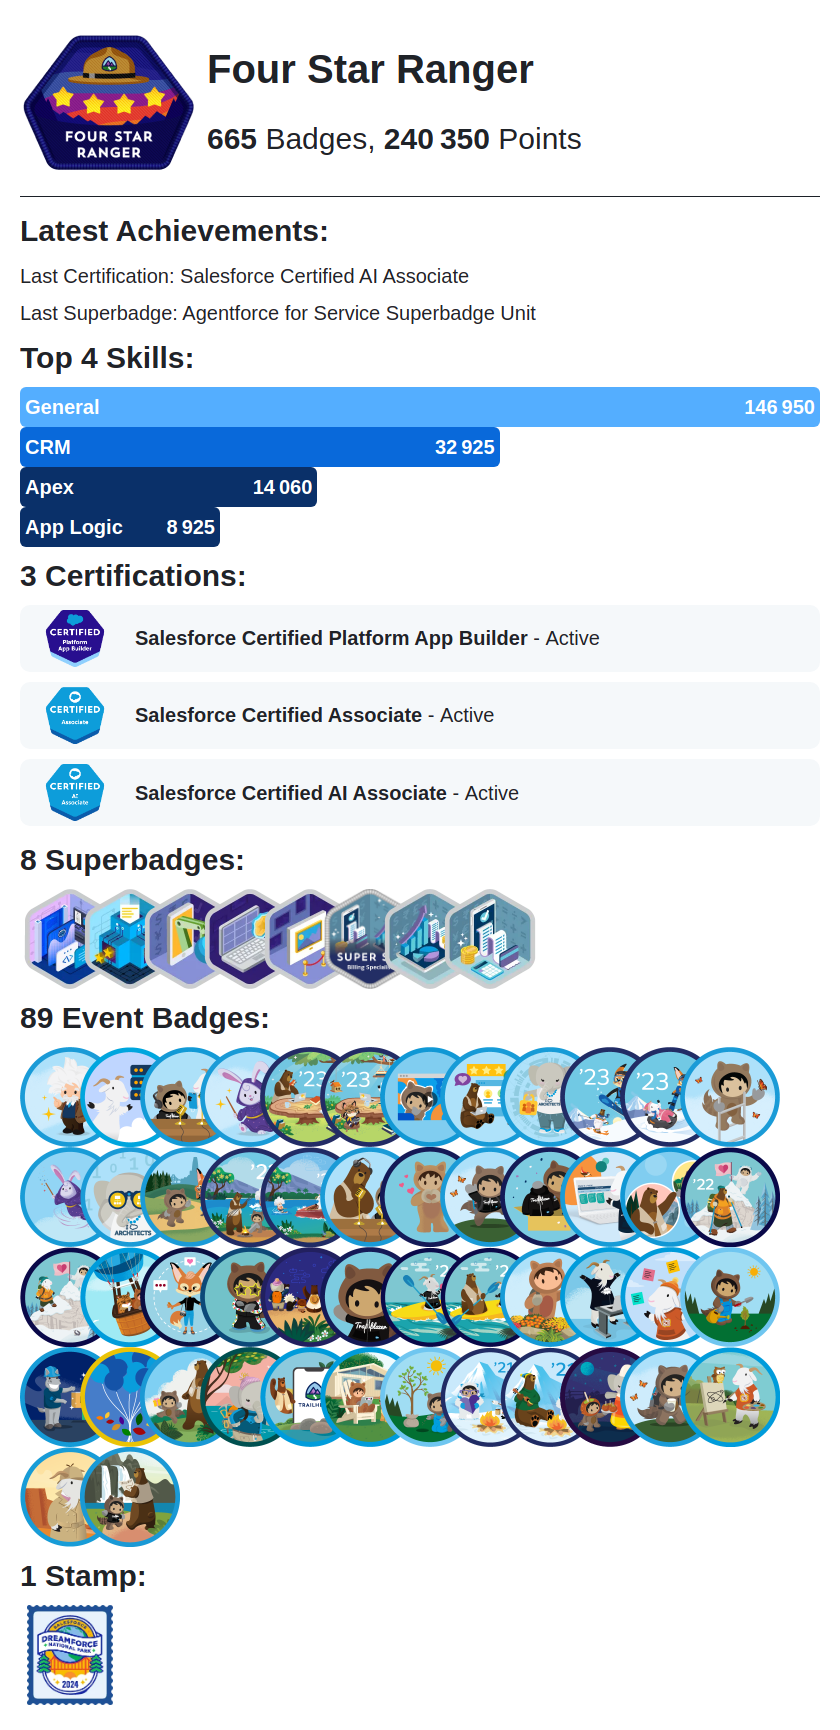 FOUR STAR
RANGER
Four Star Ranger
665 Badges, 240 350 Points
Latest Achievements:
Last Certification: Salesforce Certified AI Associate
Last Superbadge: Agentforce for Service Superbadge Unit
Top 4 Skills:
General 146 950
CRM 32 925
Apex 14 060
App Logic 8 925
3 Certifications:
CERTIFIED
Platform
App Builder
Salesforce Certified Platform App Builder - Active
CERTIFIED
Associate
Salesforce Certified Associate - Active
CERTIFIED
AI
Associate
Salesforce Certified AI Associate - Active
8 Superbadges:
SUPER S
Billing Specialis
89 Event Badges:
'23
'23
'23
'23
ARCHITECTS
'22
Trailblazer
'21
TRAILHE
1 Stamp:
SALESFORCE
DREAMFORCE
NATIONAL PARK
2024